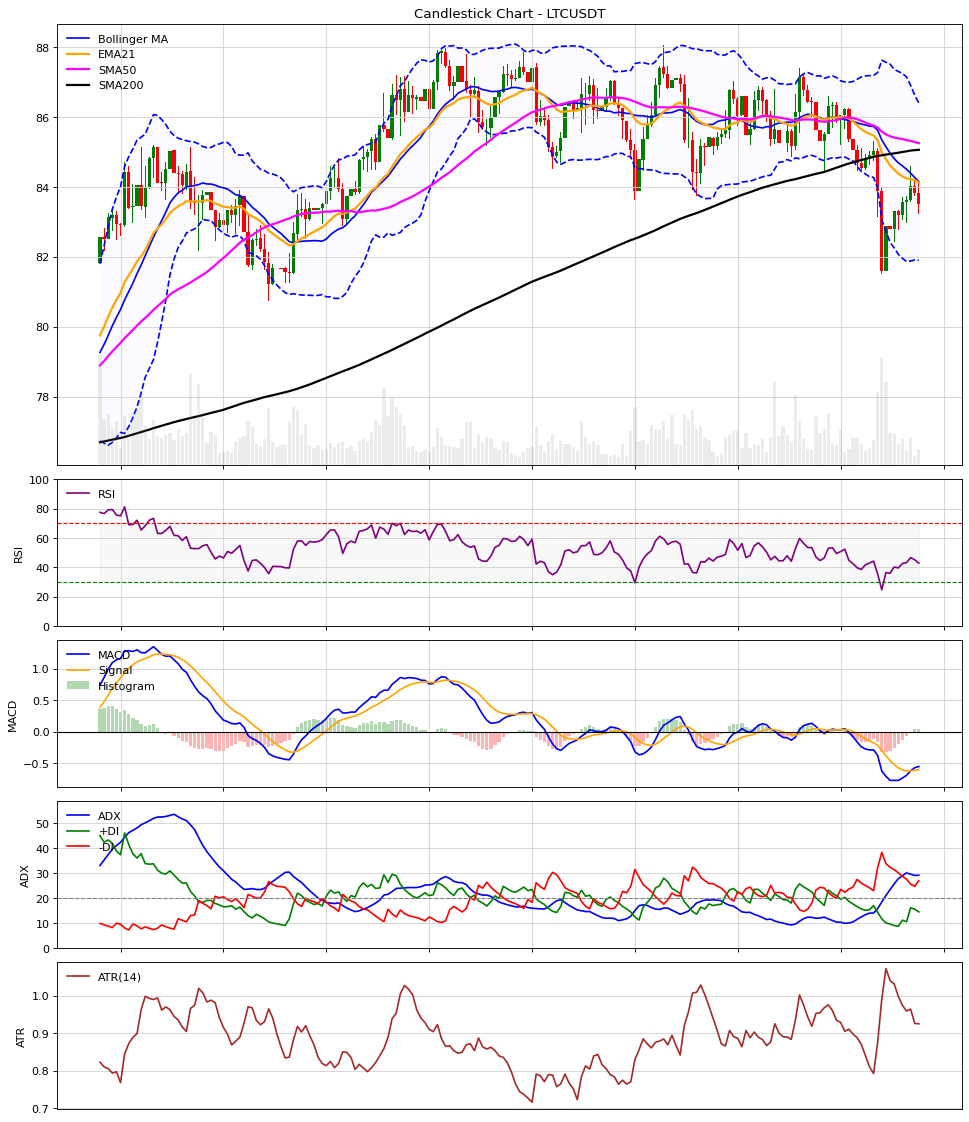 Candlestick Chart - LTCUSDT
Bollinger MA
EMA21
SMA50
SMA200
88
86
84
82
80
78
RSI
RSI
100
80
60
40
20
0
MACD
Signal
Histogram
MACD
1.0
0.5
0.0
−0.5
ADX
+DI
-DI
ADX
50
40
30
20
10
0
ATR(14)
ATR
1.0
0.9
0.8
0.7